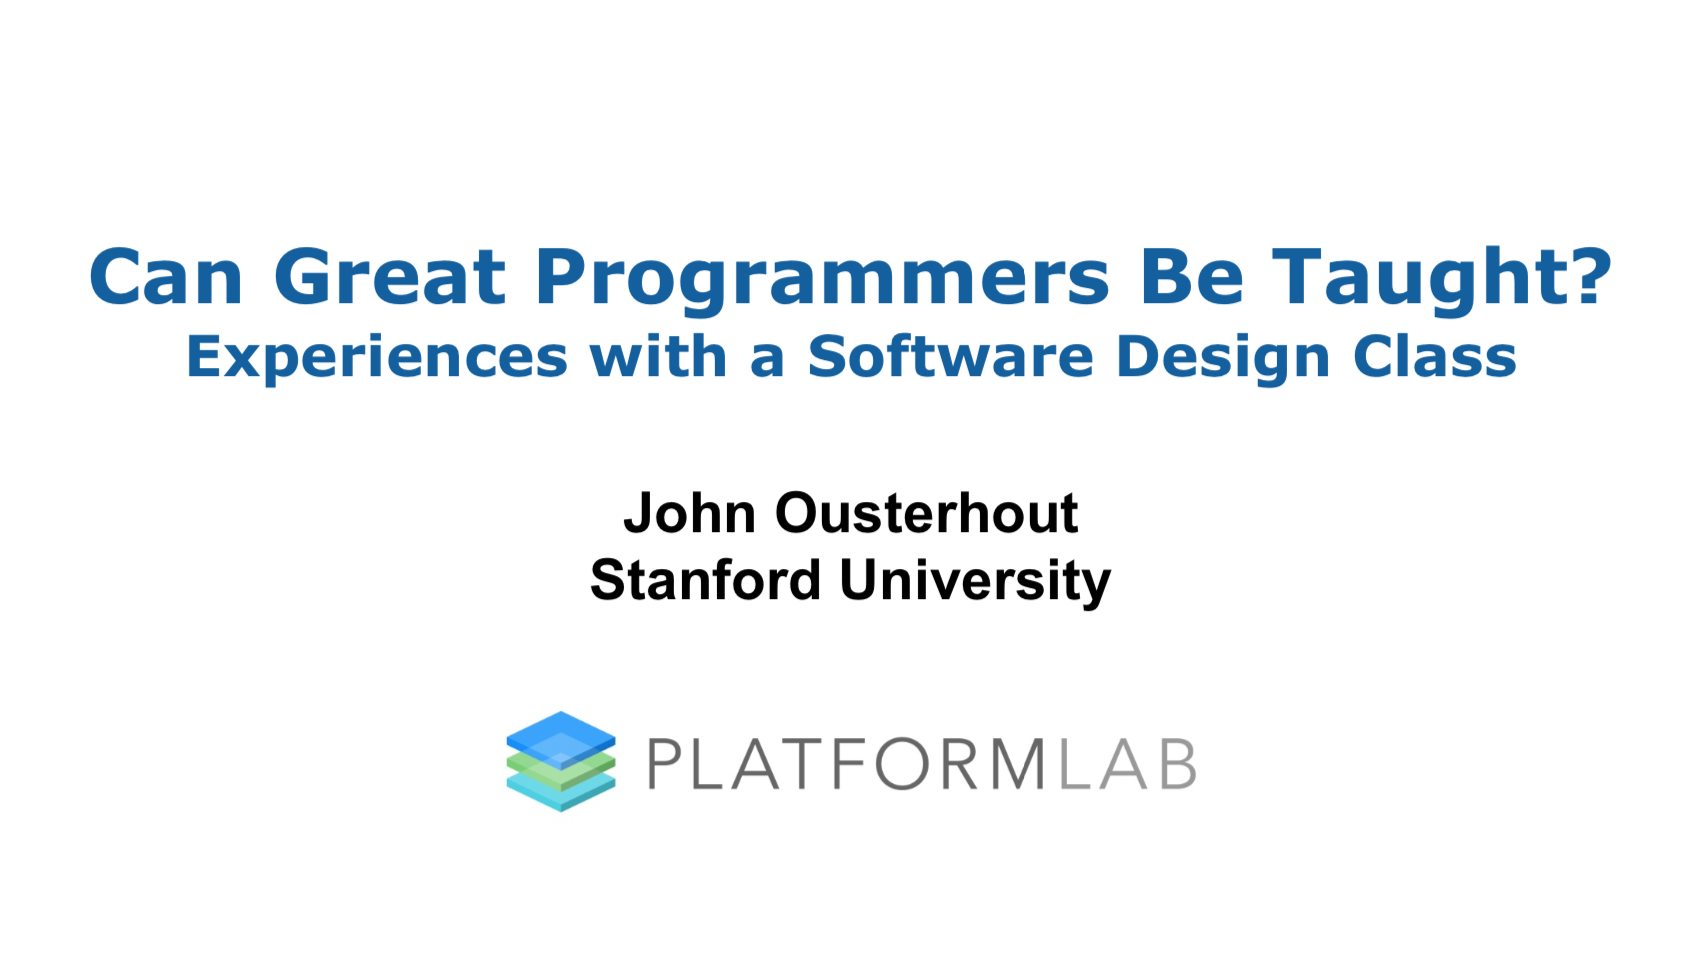 Can Great Programmers Be Taught?
Experiences with a Software Design Class
John Ousterhout
Stanford University
PLATFORMLAB